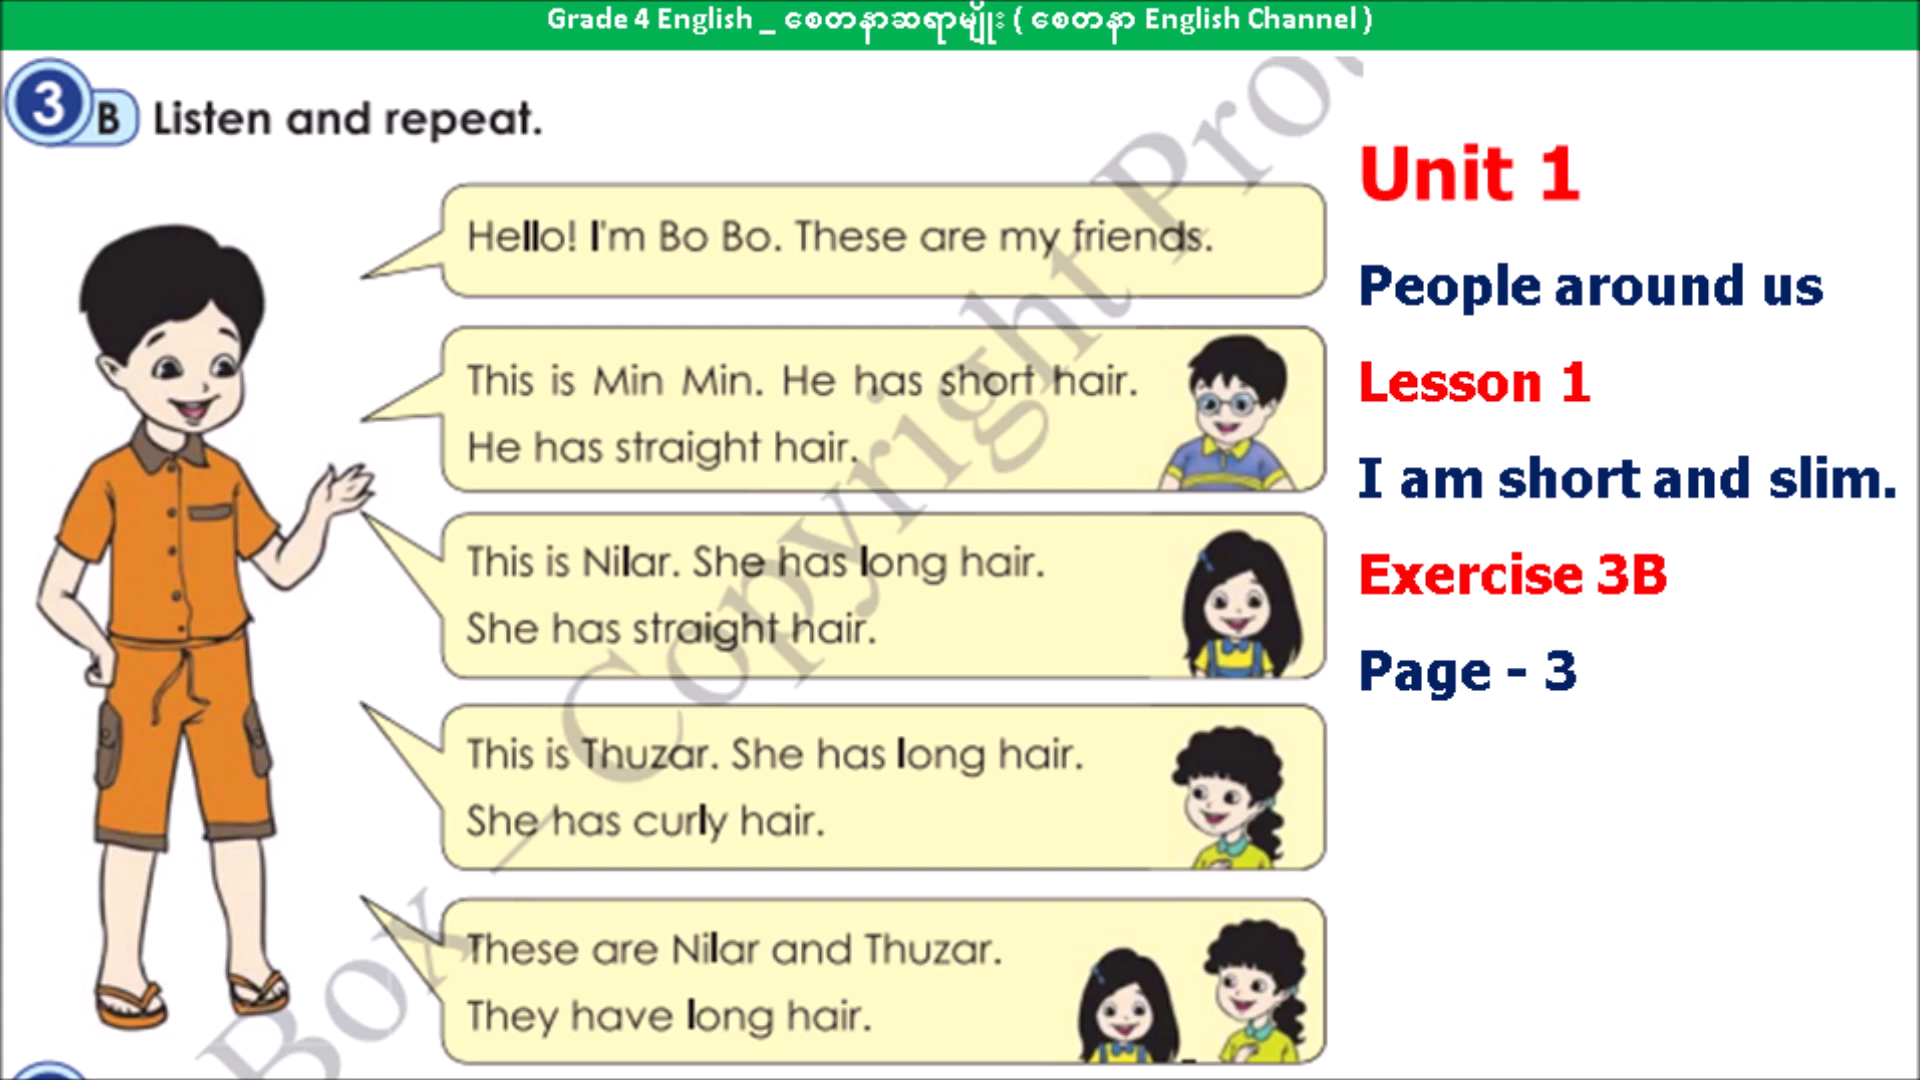 Grade 4 English _ စေတနာဆရာမျိုး ( စေတနာ English Channel )
3 B Listen and repeat.
Hello! I'm Bo Bo. These are my friends.
This is Min Min. He has short hair.
He has straight hair.
This is Nilar. She has long hair.
She has straight hair.
This is Thuzar. She has long hair.
She has curly hair.
These are Nilar and Thuzar.
They have long hair.
Unit 1
People around us
Lesson 1
I am short and slim.
Exercise 3B
Page - 3
Box - Copyright Pro